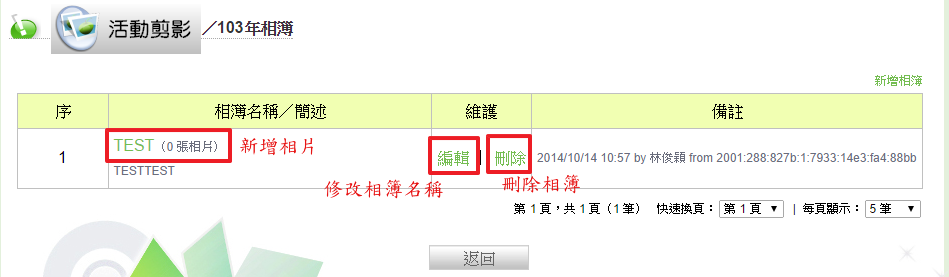 活動剪影／103年相簿
新增相簿
序 相簿名稱／簡述 維護 備註
1 TEST（0 張相片） 新增相片 編輯 | 刪除 2014/10/14 10:57 by 林俊穎 from 2001:288:827b:1:7933:14e3:fa4:88bb
TESTTEST
修改相簿名稱 刪除相簿
第 1 頁，共 1 頁（1 筆） 快速換頁： 第 1 頁 | 每頁顯示： 5 筆
返回